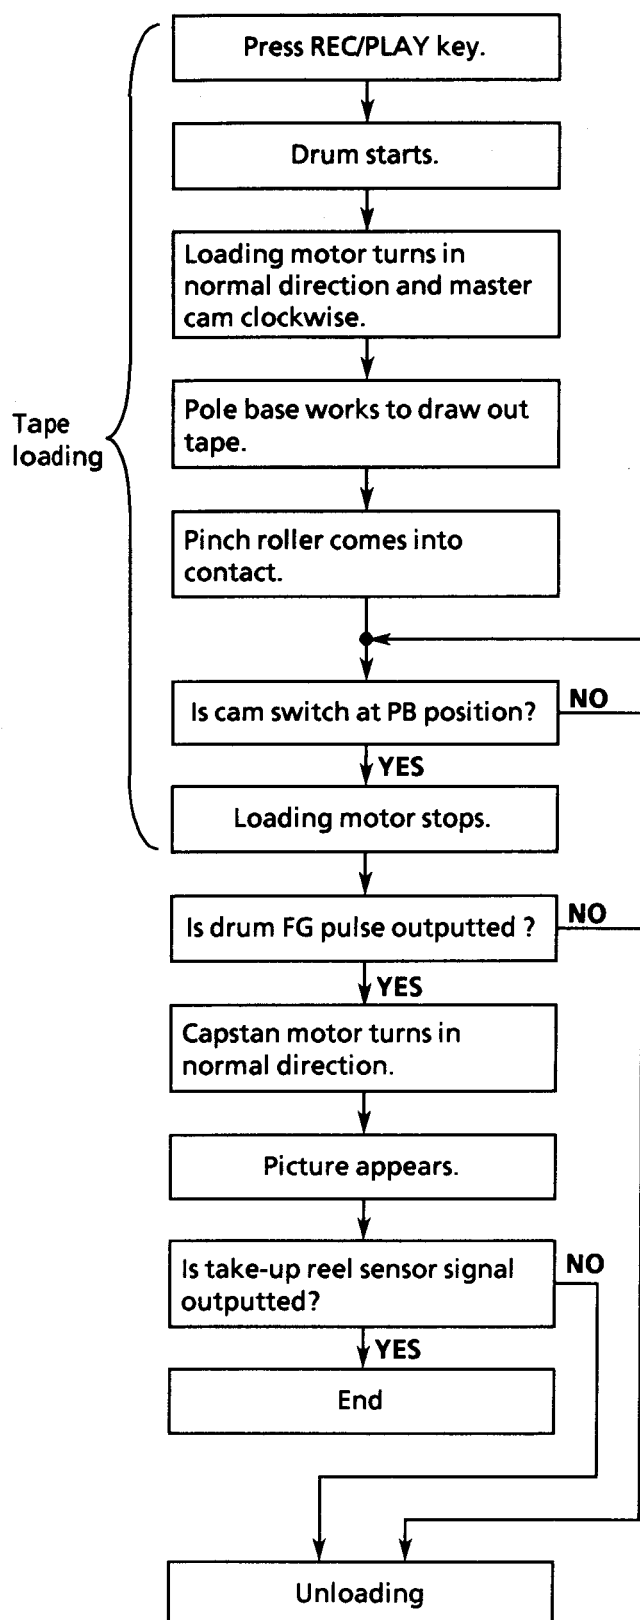 Press REC/PLAY key.
Drum starts.
Loading motor turns in
normal direction and master
cam clockwise.
Pole base works to draw out
tape.
Tape
loading
Pinch roller comes into
contact.
Is cam switch at PB position?
NO
YES
Loading motor stops.
Is drum FG pulse outputted ?
NO
YES
Capstan motor turns in
normal direction.
Picture appears.
Is take-up reel sensor signal
outputted?
NO
YES
End
Unloading